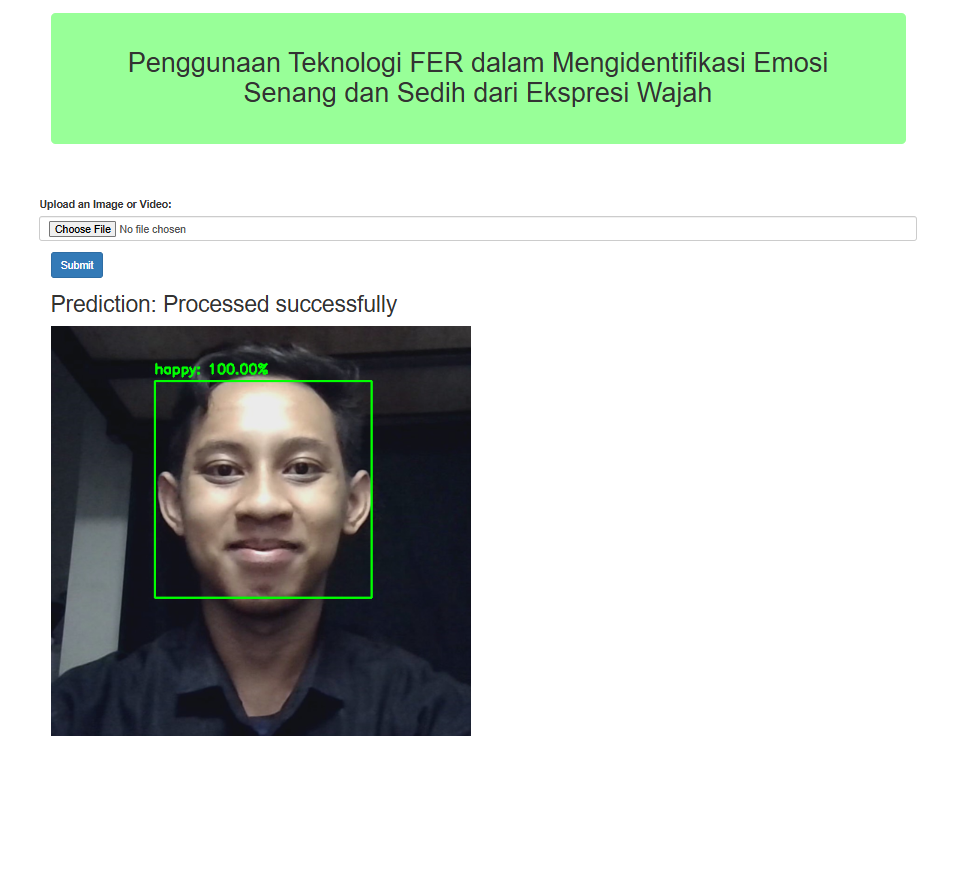 Penggunaan Teknologi FER dalam Mengidentifikasi Emosi
Senang dan Sedih dari Ekspresi Wajah
Upload an Image or Video:
Choose File No file chosen
Submit
Prediction: Processed successfully
happy: 100.00%